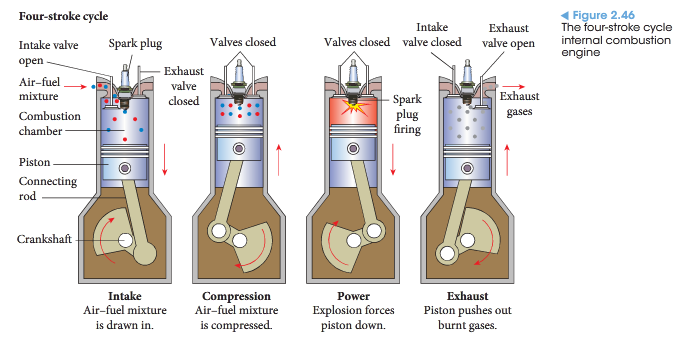 Four-stroke cycle
Intake valve
open
Spark plug
Exhaust
valve
closed
Air–fuel
mixture
Combustion
chamber
Piston
Connecting
rod
Crankshaft
Intake
Air–fuel mixture
is drawn in.
Valves closed
Compression
Air–fuel mixture
is compressed.
Valves closed
Spark
plug
firing
Power
Explosion forces
piston down.
Intake
valve closed
Exhaust
valve open
Exhaust
gases
Exhaust
Piston pushes out
burnt gases.
◀ Figure 2.46
The four-stroke cycle
internal combustion
engine